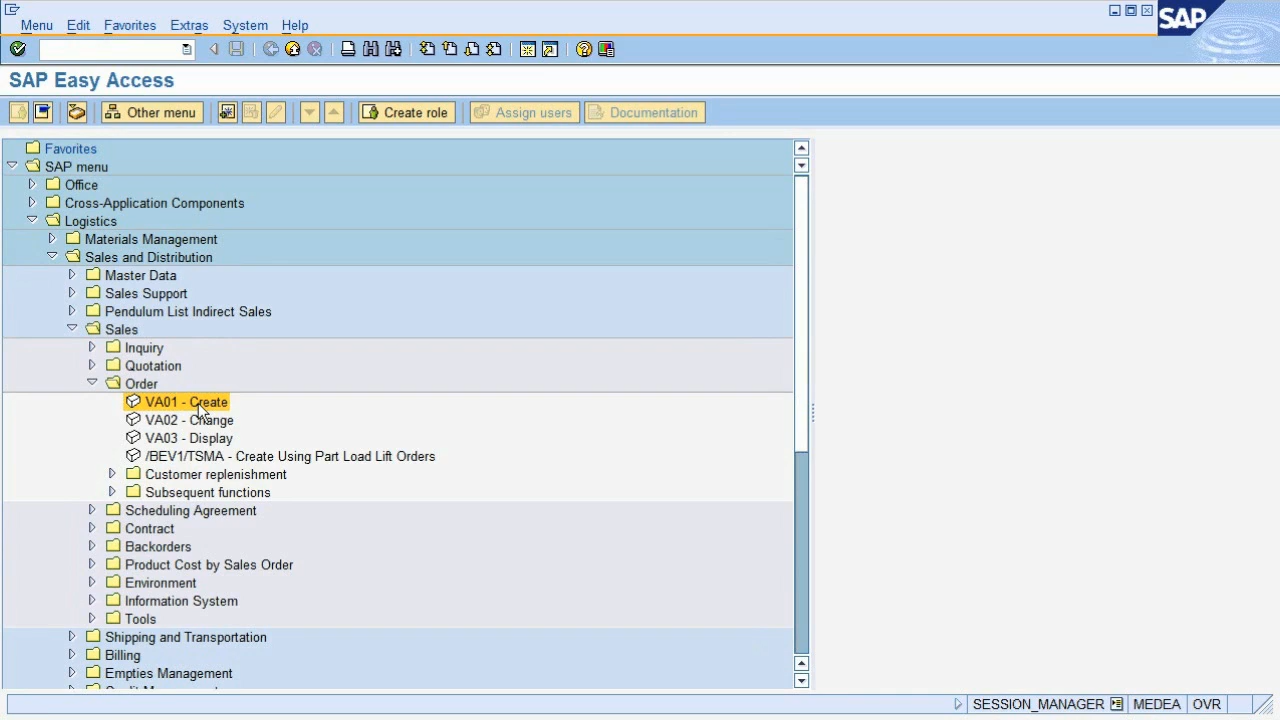 Menu Edit Favorites Extras System Help
SAP
SAP Easy Access
Other menu Create role Assign users Documentation
Favorites
SAP menu
Office
Cross-Application Components
Logistics
Materials Management
Sales and Distribution
Master Data
Sales Support
Pendulum List Indirect Sales
Sales
Inquiry
Quotation
Order
VA01 - Create
VA02 - Change
VA03 - Display
/BEV1/TSMA - Create Using Part Load Lift Orders
Customer replenishment
Subsequent functions
Scheduling Agreement
Contract
Backorders
Product Cost by Sales Order
Environment
Information System
Tools
Shipping and Transportation
Billing
Empties Management
SESSION_MANAGER MEDEA OVR